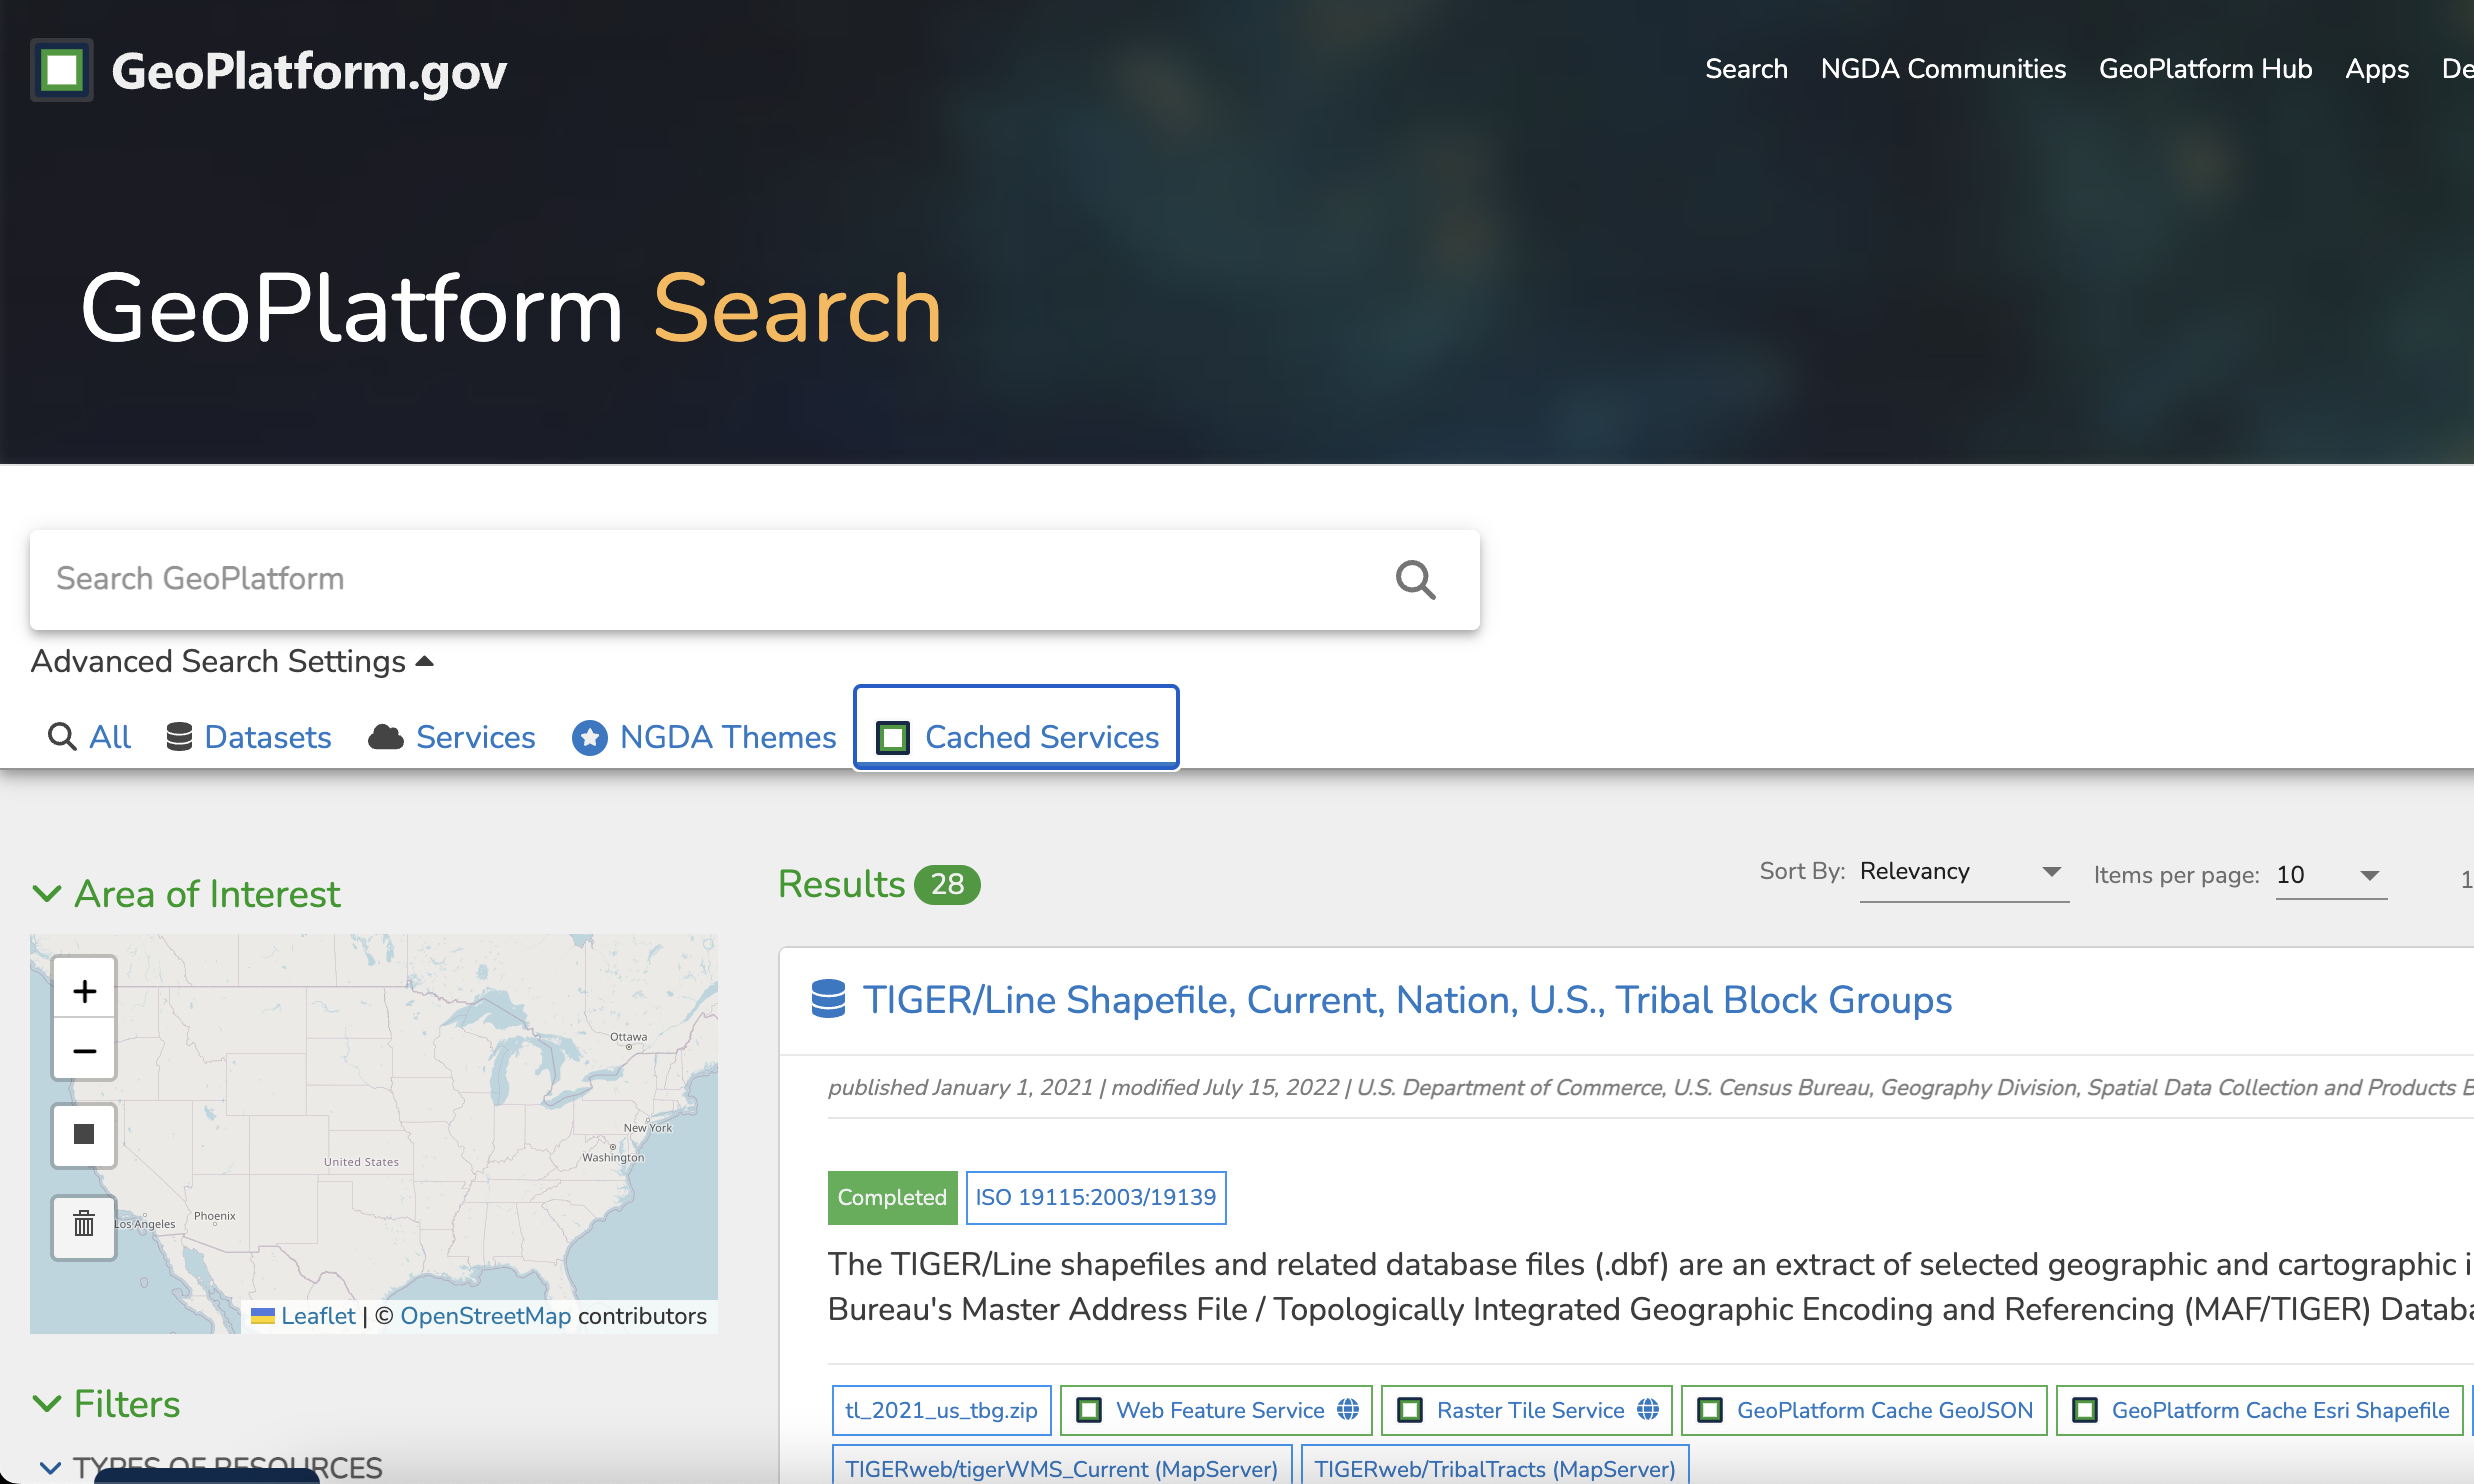 GeoPlatform.gov
Search NGDA Communities GeoPlatform Hub Apps De
GeoPlatform Search
Search GeoPlatform
Advanced Search Settings
All Datasets Services NGDA Themes Cached Services
Area of Interest
Results 28
Sort By: Relevancy Items per page: 10 1
+
−
Ottawa
New York
Washington
United States
Los Angeles
Phoenix
Leaflet | © OpenStreetMap contributors
Filters
TYPES OF RESOURCES
TIGER/Line Shapefile, Current, Nation, U.S., Tribal Block Groups
published January 1, 2021 | modified July 15, 2022 | U.S. Department of Commerce, U.S. Census Bureau, Geography Division, Spatial Data Collection and Products B
Completed ISO 19115:2003/19139
The TIGER/Line shapefiles and related database files (.dbf) are an extract of selected geographic and cartographic i
Bureau's Master Address File / Topologically Integrated Geographic Encoding and Referencing (MAF/TIGER) Databa
tl_2021_us_tbg.zip Web Feature Service Raster Tile Service GeoPlatform Cache GeoJSON GeoPlatform Cache Esri Shapefile
TIGERweb/tigerWMS_Current (MapServer) TIGERweb/TribalTracts (MapServer)